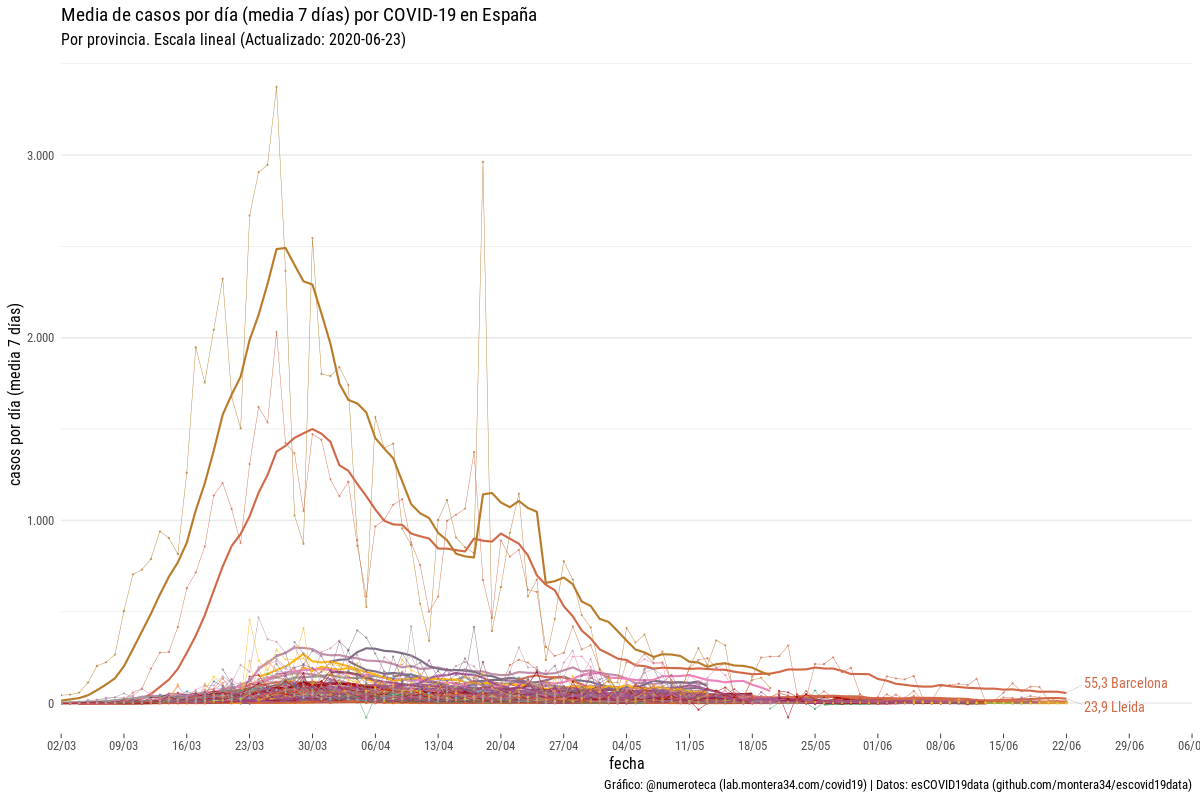 Media de casos por día (media 7 días) por COVID-19 en España
Por provincia. Escala lineal (Actualizado: 2020-06-23)
casos por día (media 7 días)
3.000
2.000
1.000
0
55,3 Barcelona
23,9 Lleida
02/03 09/03 16/03 23/03 30/03 06/04 13/04 20/04 27/04 04/05 11/05 18/05 25/05 01/06 08/06 15/06 22/06 29/06 06/0
fecha
Gráfico: @numeroteca (lab.montera34.com/covid19) | Datos: esCOVID19data (github.com/montera34/escovid19data)